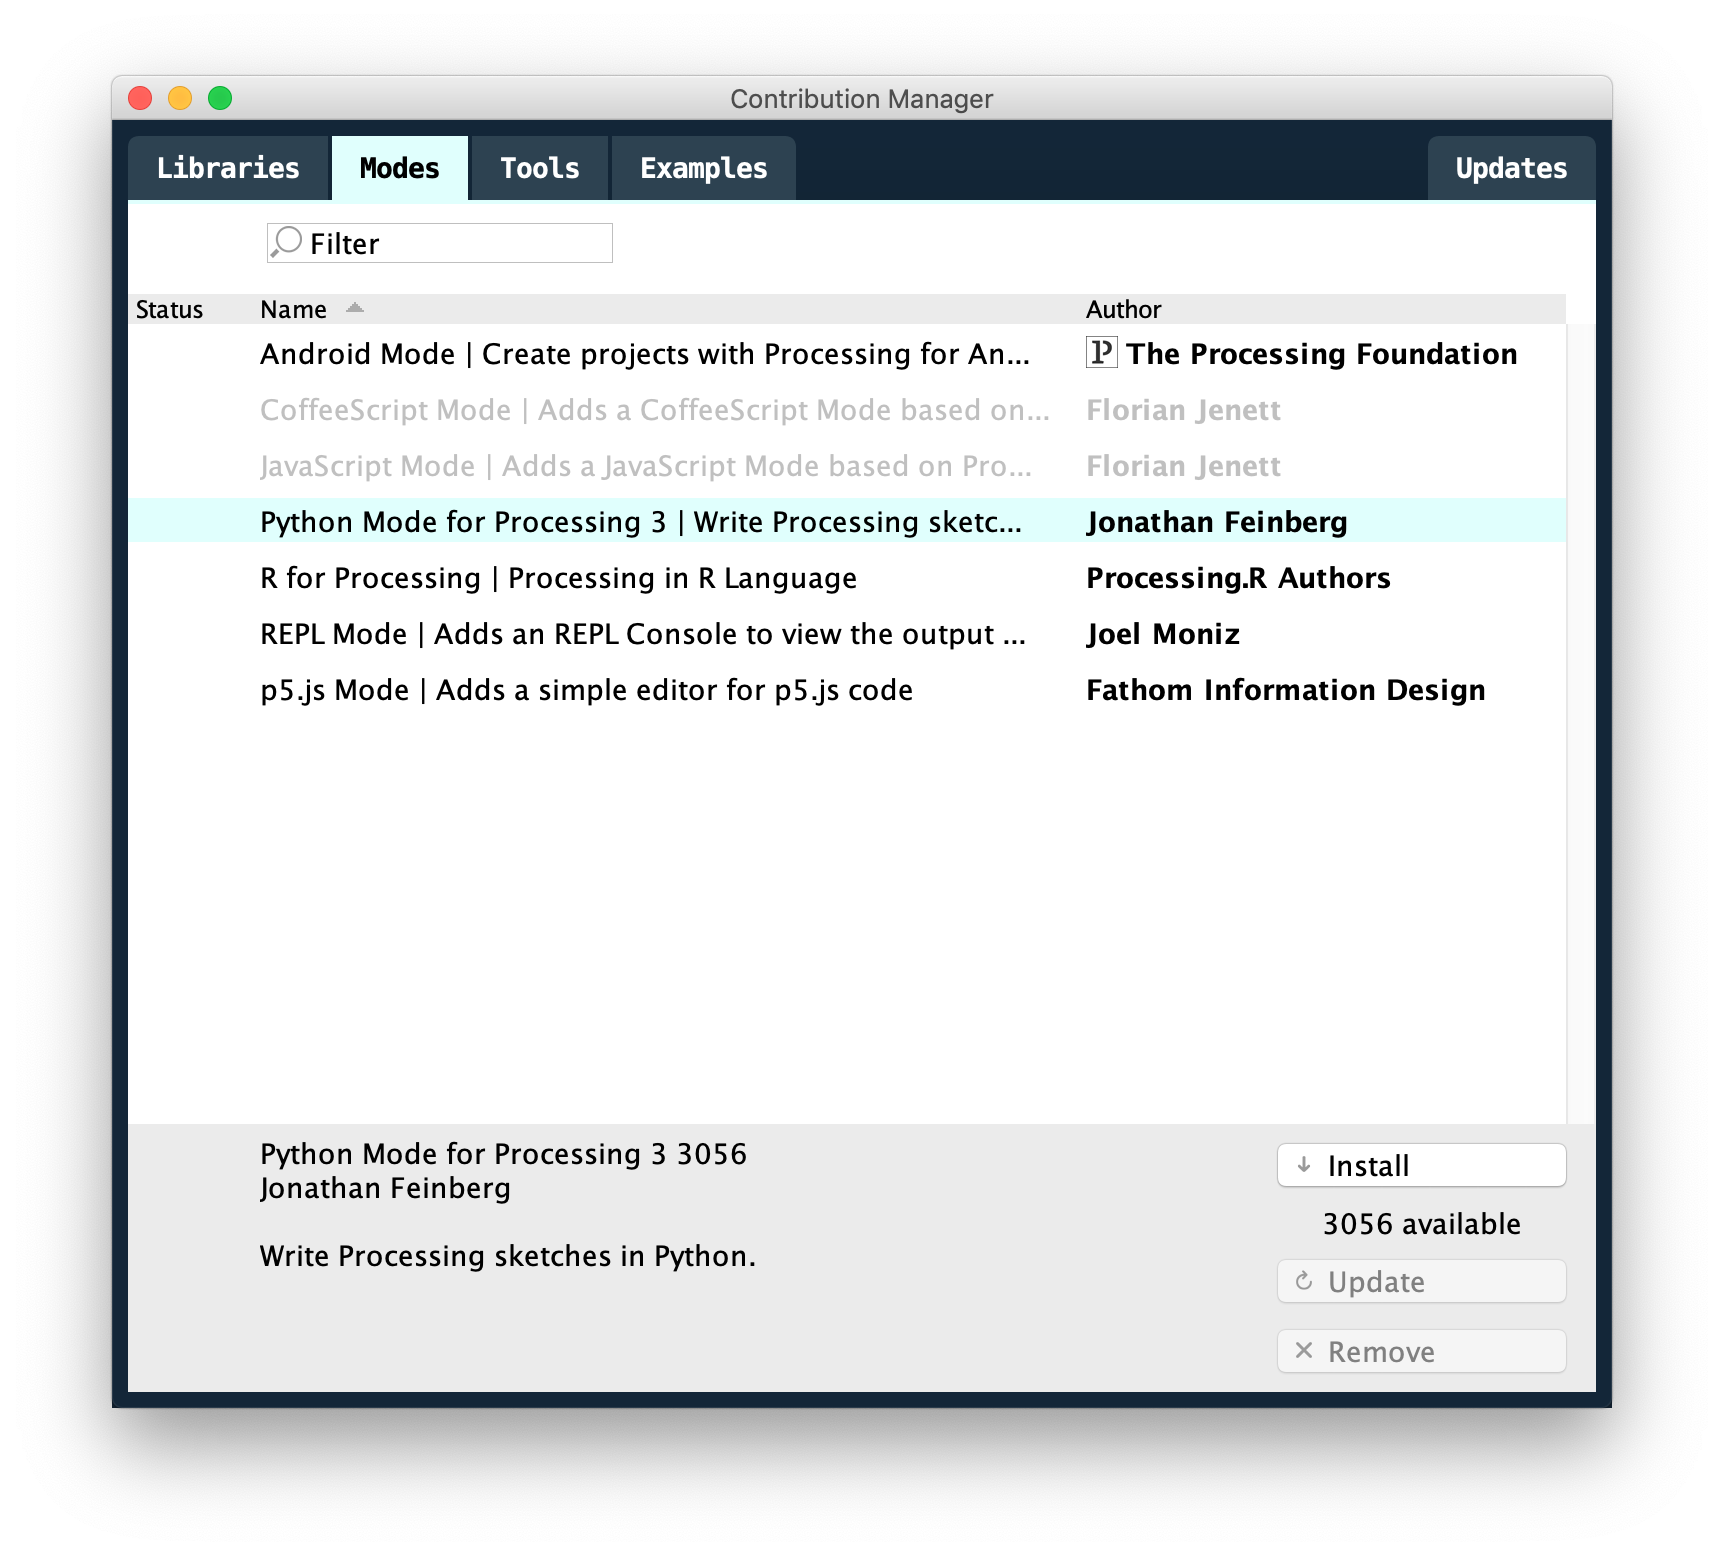 Contribution Manager
Libraries Modes Tools Examples Updates
Filter
Status Name Author
Android Mode | Create projects with Processing for An... P The Processing Foundation
CoffeeScript Mode | Adds a CoffeeScript Mode based on... Florian Jenett
JavaScript Mode | Adds a JavaScript Mode based on Pro... Florian Jenett
Python Mode for Processing 3 | Write Processing sketc... Jonathan Feinberg
R for Processing | Processing in R Language Processing.R Authors
REPL Mode | Adds an REPL Console to view the output ... Joel Moniz
p5.js Mode | Adds a simple editor for p5.js code Fathom Information Design
Python Mode for Processing 3 3056
Jonathan Feinberg
Write Processing sketches in Python.
Install
3056 available
Update
Remove